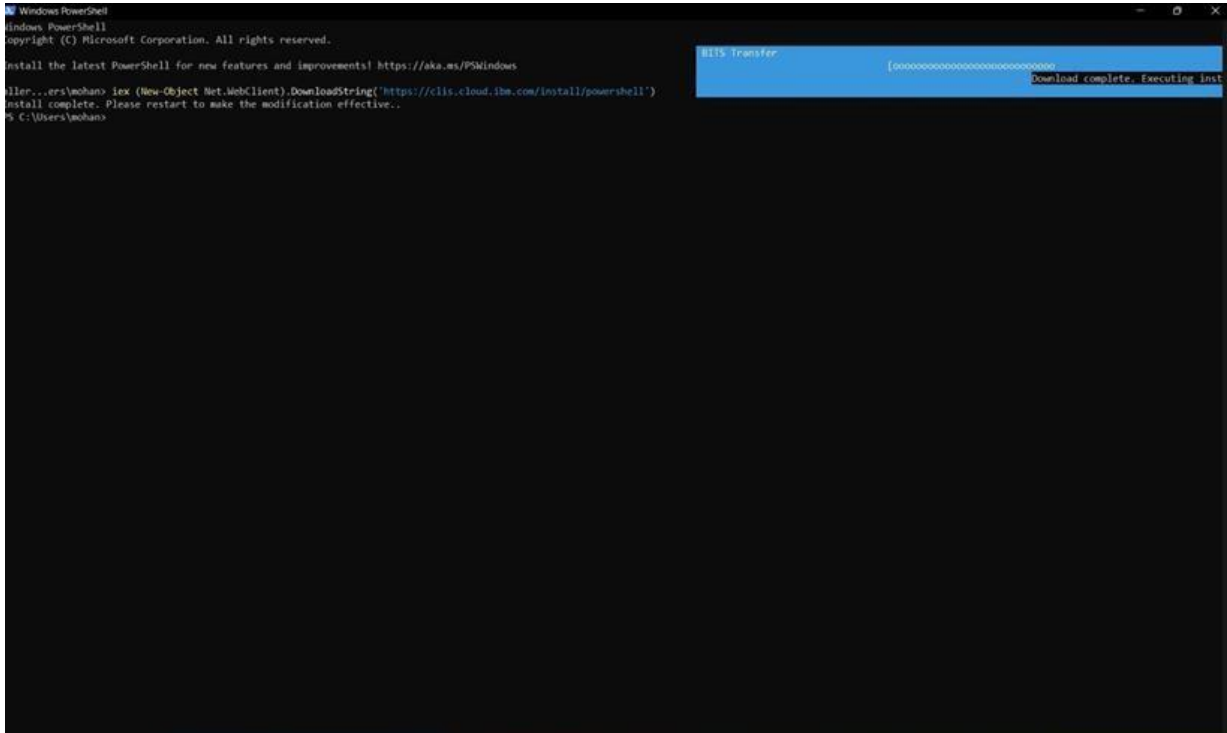 Windows PowerShell
Windows PowerShell
Copyright (C) Microsoft Corporation. All rights reserved.
Install the latest PowerShell for new features and improvements! https://aka.ms/PSWindows
BITS Transfer
[oooooooooooooooooooooooooooo
Download complete. Executing inst
aller...ers\mohan> iex (New-Object Net.WebClient).DownloadString('https://clis.cloud.ibm.com/install/powershell')
Install complete. Please restart to make the modification effective..
PS C:\Users\mohan>